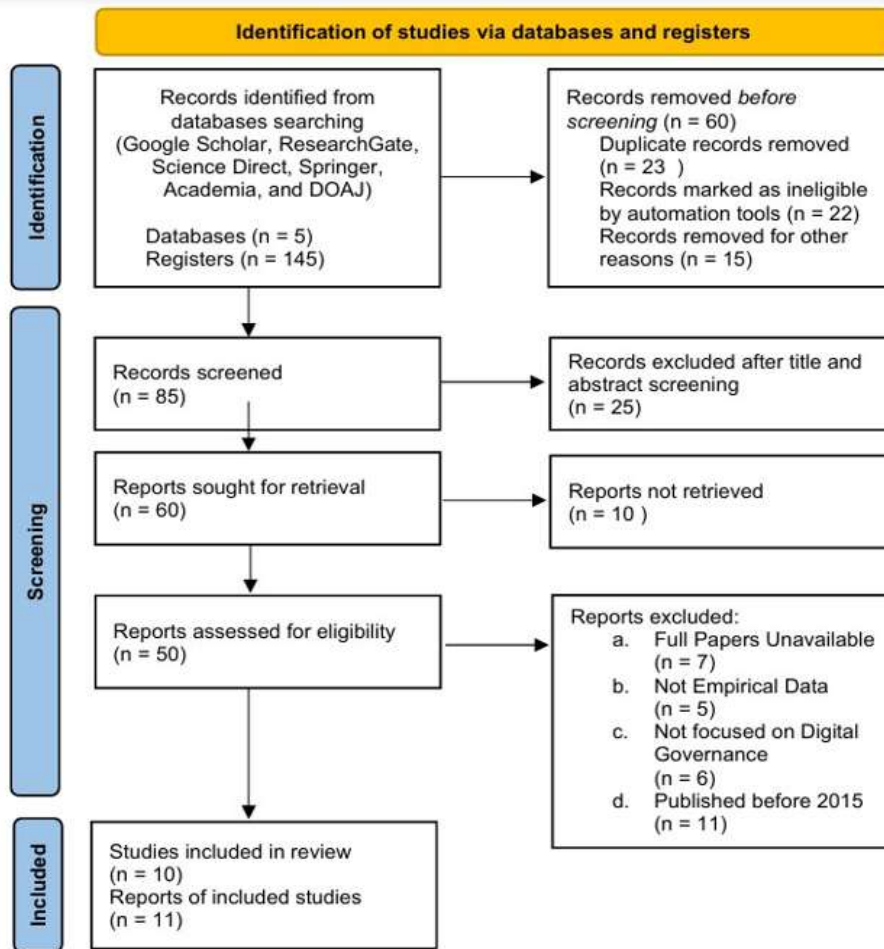 Identification of studies via databases and registers
Identification
Records identified from
databases searching
(Google Scholar, ResearchGate,
Science Direct, Springer,
Academia, and DOAJ)
Databases (n = 5)
Registers (n = 145)
Records removed before
screening (n = 60)
Duplicate records removed
(n = 23 )
Records marked as ineligible
by automation tools (n = 22)
Records removed for other
reasons (n = 15)
Screening
Records screened
(n = 85)
Records excluded after title and
abstract screening
(n = 25)
Reports sought for retrieval
(n = 60)
Reports not retrieved
(n = 10 )
Reports assessed for eligibility
(n = 50)
Reports excluded:
a. Full Papers Unavailable
(n = 7)
b. Not Empirical Data
(n = 5)
c. Not focused on Digital
Governance
(n = 6)
d. Published before 2015
(n = 11)
Included
Studies included in review
(n = 10)
Reports of included studies
(n = 11)